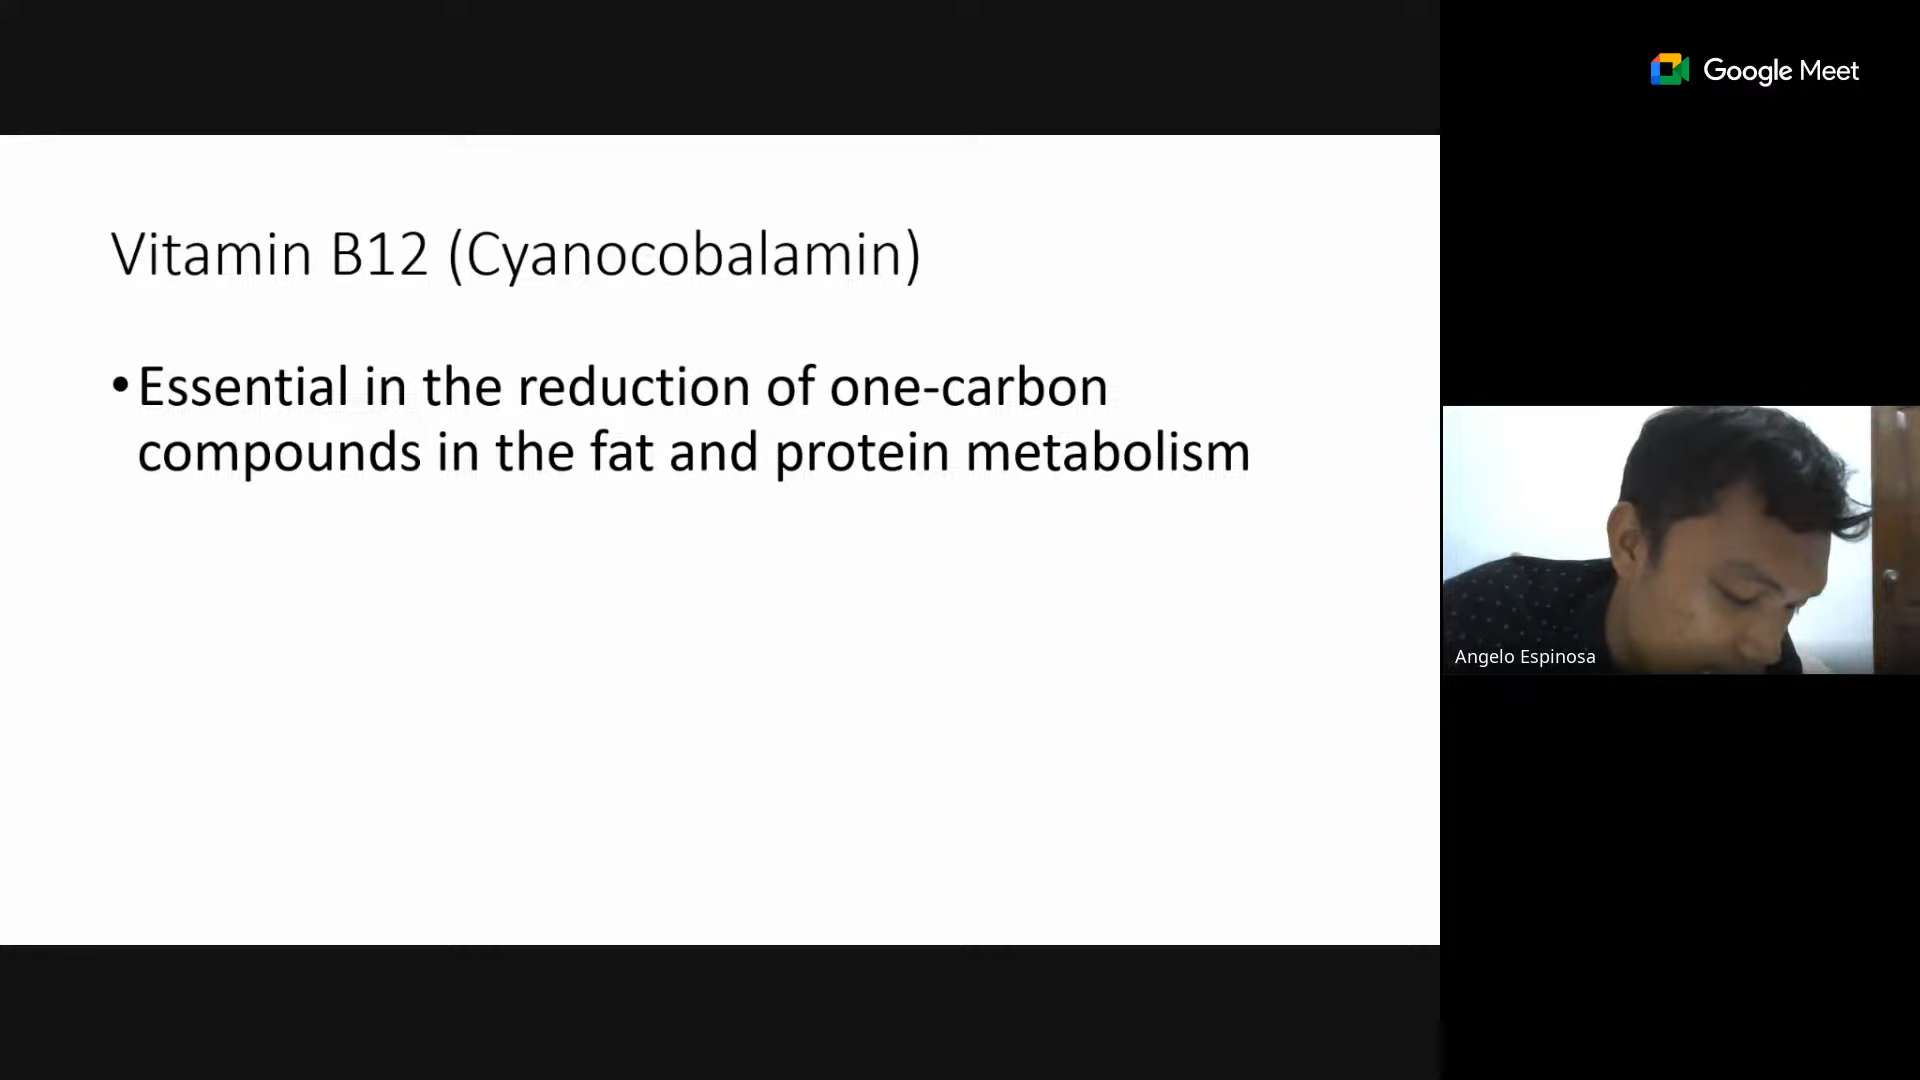 Google Meet
Vitamin B12 (Cyanocobalamin)
•Essential in the reduction of one-carbon
compounds in the fat and protein metabolism
Angelo Espinosa